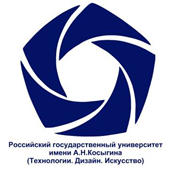 Российский государственный университет
имени А.Н.Косыгина
(Технологии. Дизайн. Искусство)